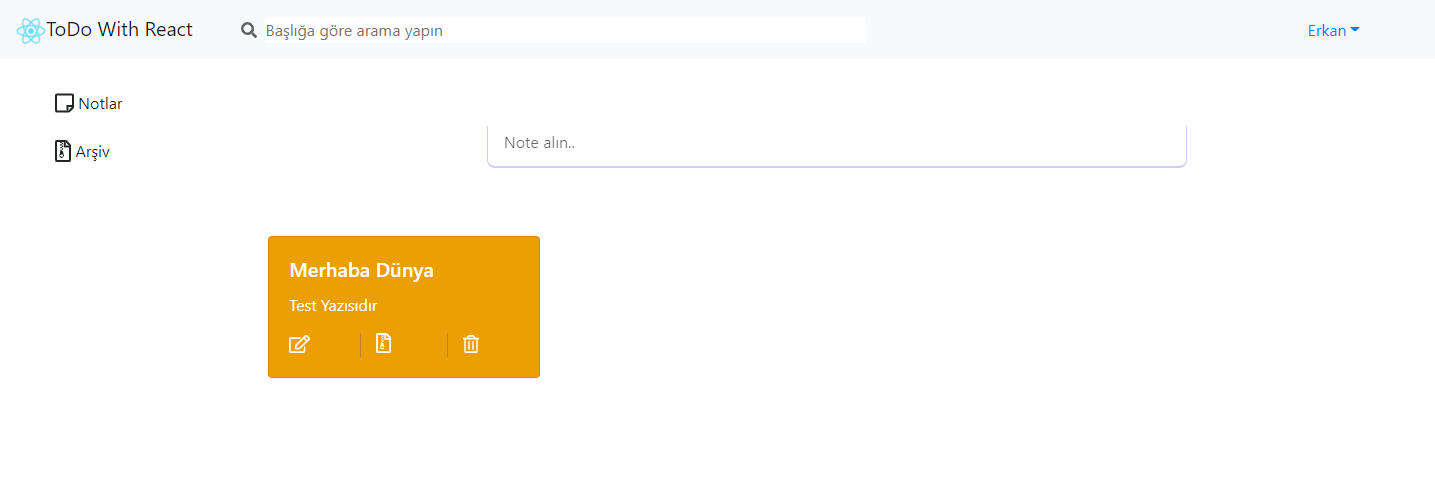 ToDo With React
Başlığa göre arama yapın
Erkan
Notlar
Arşiv
Note alın..
Merhaba Dünya
Test Yazısıdır